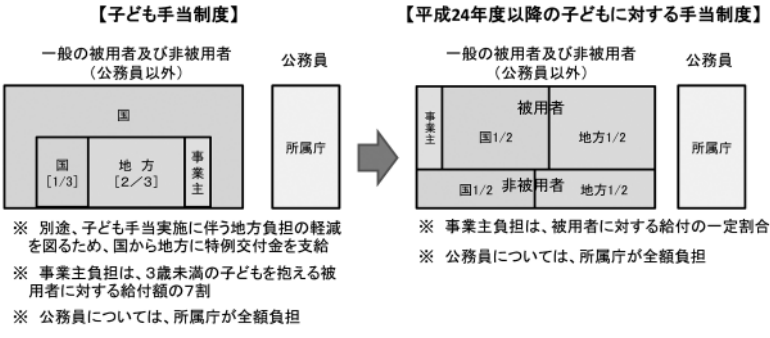 【子ども手当制度】
一般の被用者及び非被用者
（公務員以外）
公務員
国
国
[1/3]
地方
[２／３]
事業主
所属庁
※　別途、子ども手当実施に伴う地方負担の軽減
を図るため、国から地方に特例交付金を支給
※　事業主負担は、３歳未満の子どもを抱える被
用者に対する給付額の７割
※　公務員については、所属庁が全額負担
【平成24年度以降の子どもに対する手当制度】
一般の被用者及び非被用者
（公務員以外）
公務員
事業主
被用者
国1/2
地方1/2
国1/2
非被用者
地方1/2
所属庁
※　事業主負担は、被用者に対する給付の一定割合
※　公務員については、所属庁が全額負担